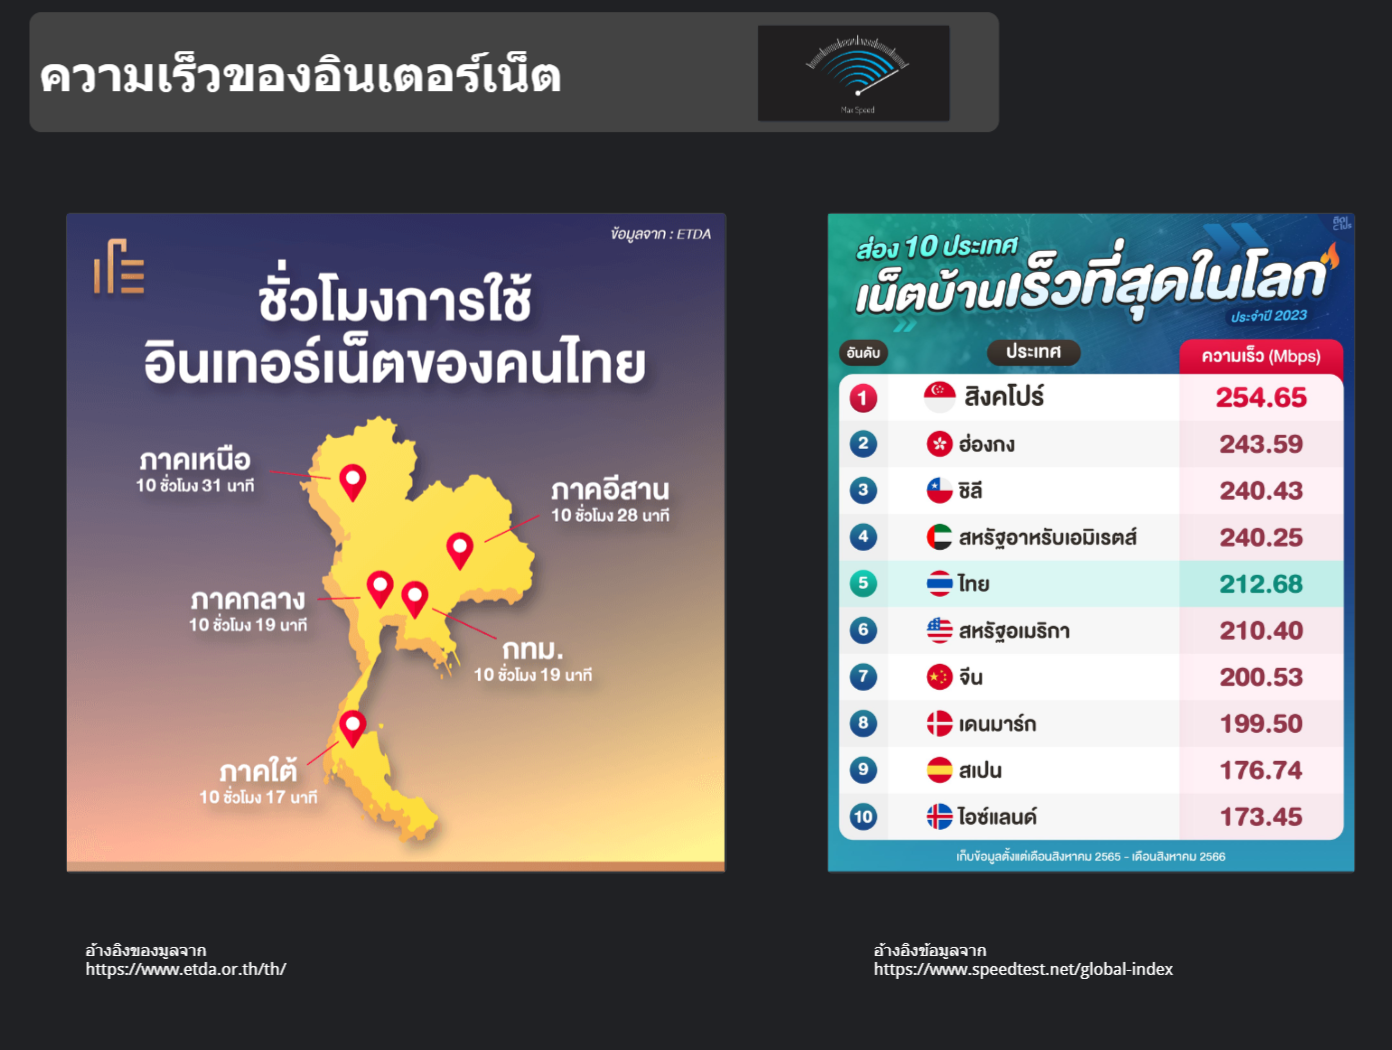 ความเร็วของอินเตอร์เน็ต
Max Speed
ข้อมูลจาก : ETDA
ชั่วโมงการใช้
อินเทอร์เน็ตของคนไทย
ภาคเหนือ
10 ชั่วโมง 31 นาที
ภาคอีสาน
10 ชั่วโมง 28 นาที
ภาคกลาง
10 ชั่วโมง 19 นาที
กทม.
10 ชั่วโมง 19 นาที
ภาคใต้
10 ชั่วโมง 17 นาที
อ้างอิงของมูลจาก
https://www.etda.or.th/th/
ส่อง 10 ประเทศ
เน็ตบ้านเร็วที่สุดในโลก
ประจำปี 2023
อันดับ ประเทศ ความเร็ว (Mbps)
1 สิงคโปร์ 254.65
2 ฮ่องกง 243.59
3 ชิลี 240.43
4 สหรัฐอาหรับเอมิเรตส์ 240.25
5 ไทย 212.68
6 สหรัฐอเมริกา 210.40
7 จีน 200.53
8 เดนมาร์ก 199.50
9 สเปน 176.74
10 ไอซ์แลนด์ 173.45
เก็บข้อมูลตั้งแต่เดือนสิงหาคม 2565 - เดือนสิงหาคม 2566
อ้างอิงข้อมูลจาก
https://www.speedtest.net/global-index